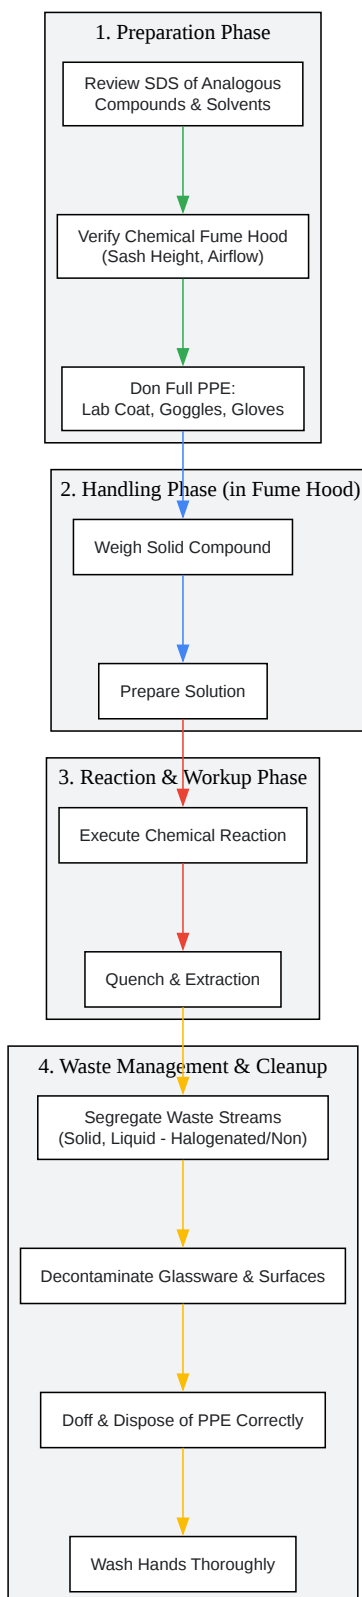 1. Preparation Phase
Review SDS of Analogous
Compounds & Solvents
Verify Chemical Fume Hood
(Sash Height, Airflow)
Don Full PPE:
Lab Coat, Goggles, Gloves
2. Handling Phase (in Fume Hood)
Weigh Solid Compound
Prepare Solution
3. Reaction & Workup Phase
Execute Chemical Reaction
Quench & Extraction
4. Waste Management & Cleanup
Segregate Waste Streams
(Solid, Liquid - Halogenated/Non)
Decontaminate Glassware & Surfaces
Doff & Dispose of PPE Correctly
Wash Hands Thoroughly